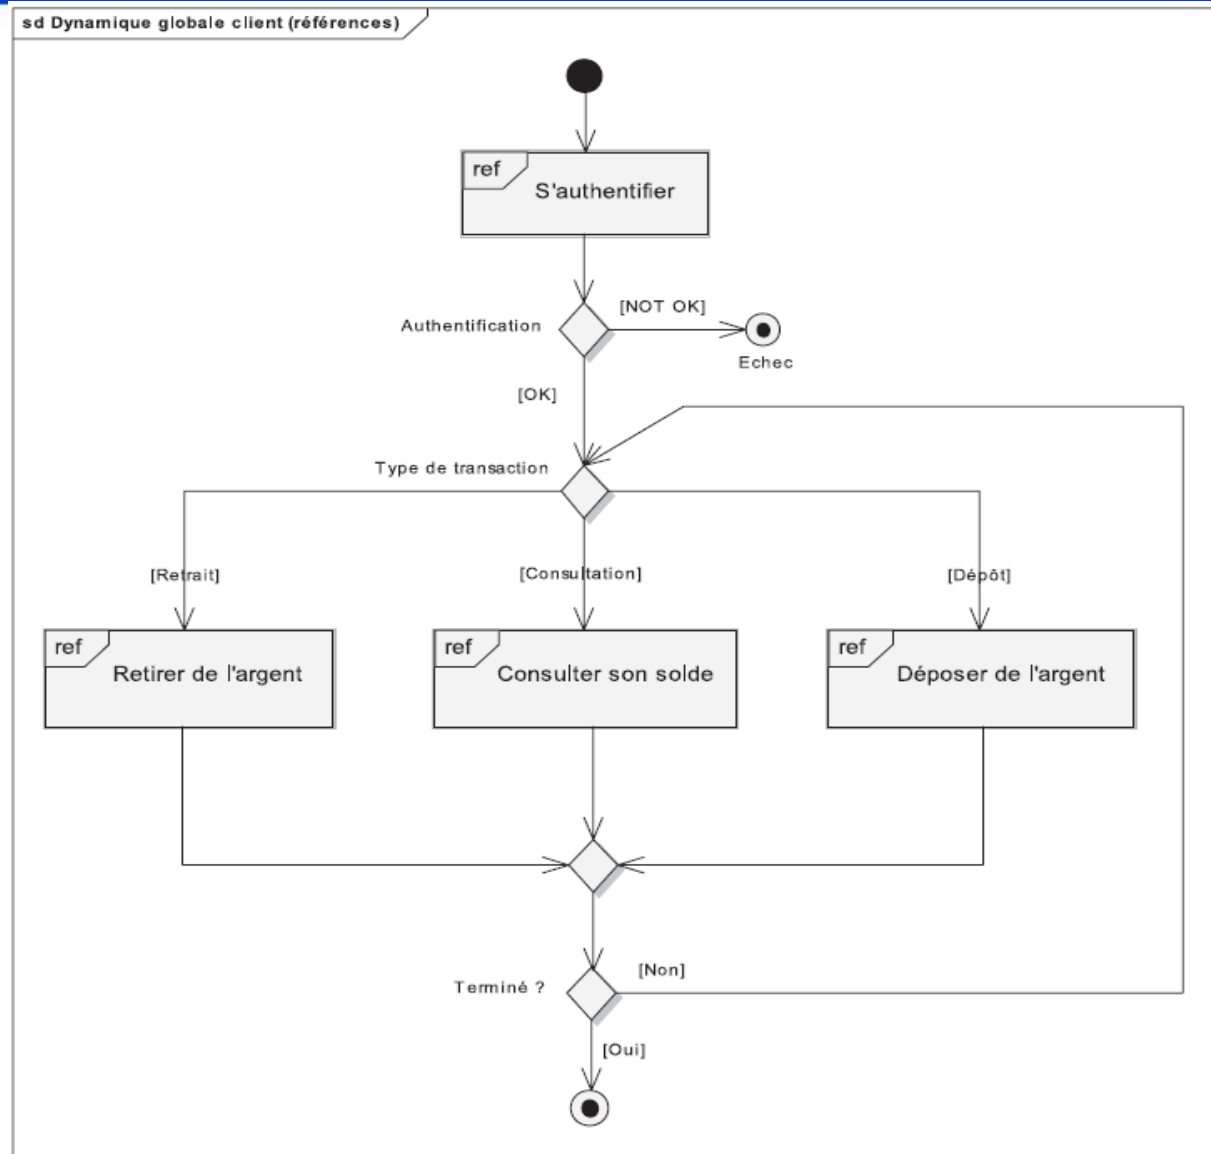 sd Dynamique globale client (références)
ref
S'authentifier
[NOT OK]
Authentification
Echec
[OK]
Type de transaction
[Retrait]
[Consultation]
[Dépôt]
ref
Retirer de l'argent
ref
Consulter son solde
ref
Déposer de l'argent
[Non]
Terminé ?
[Oui]